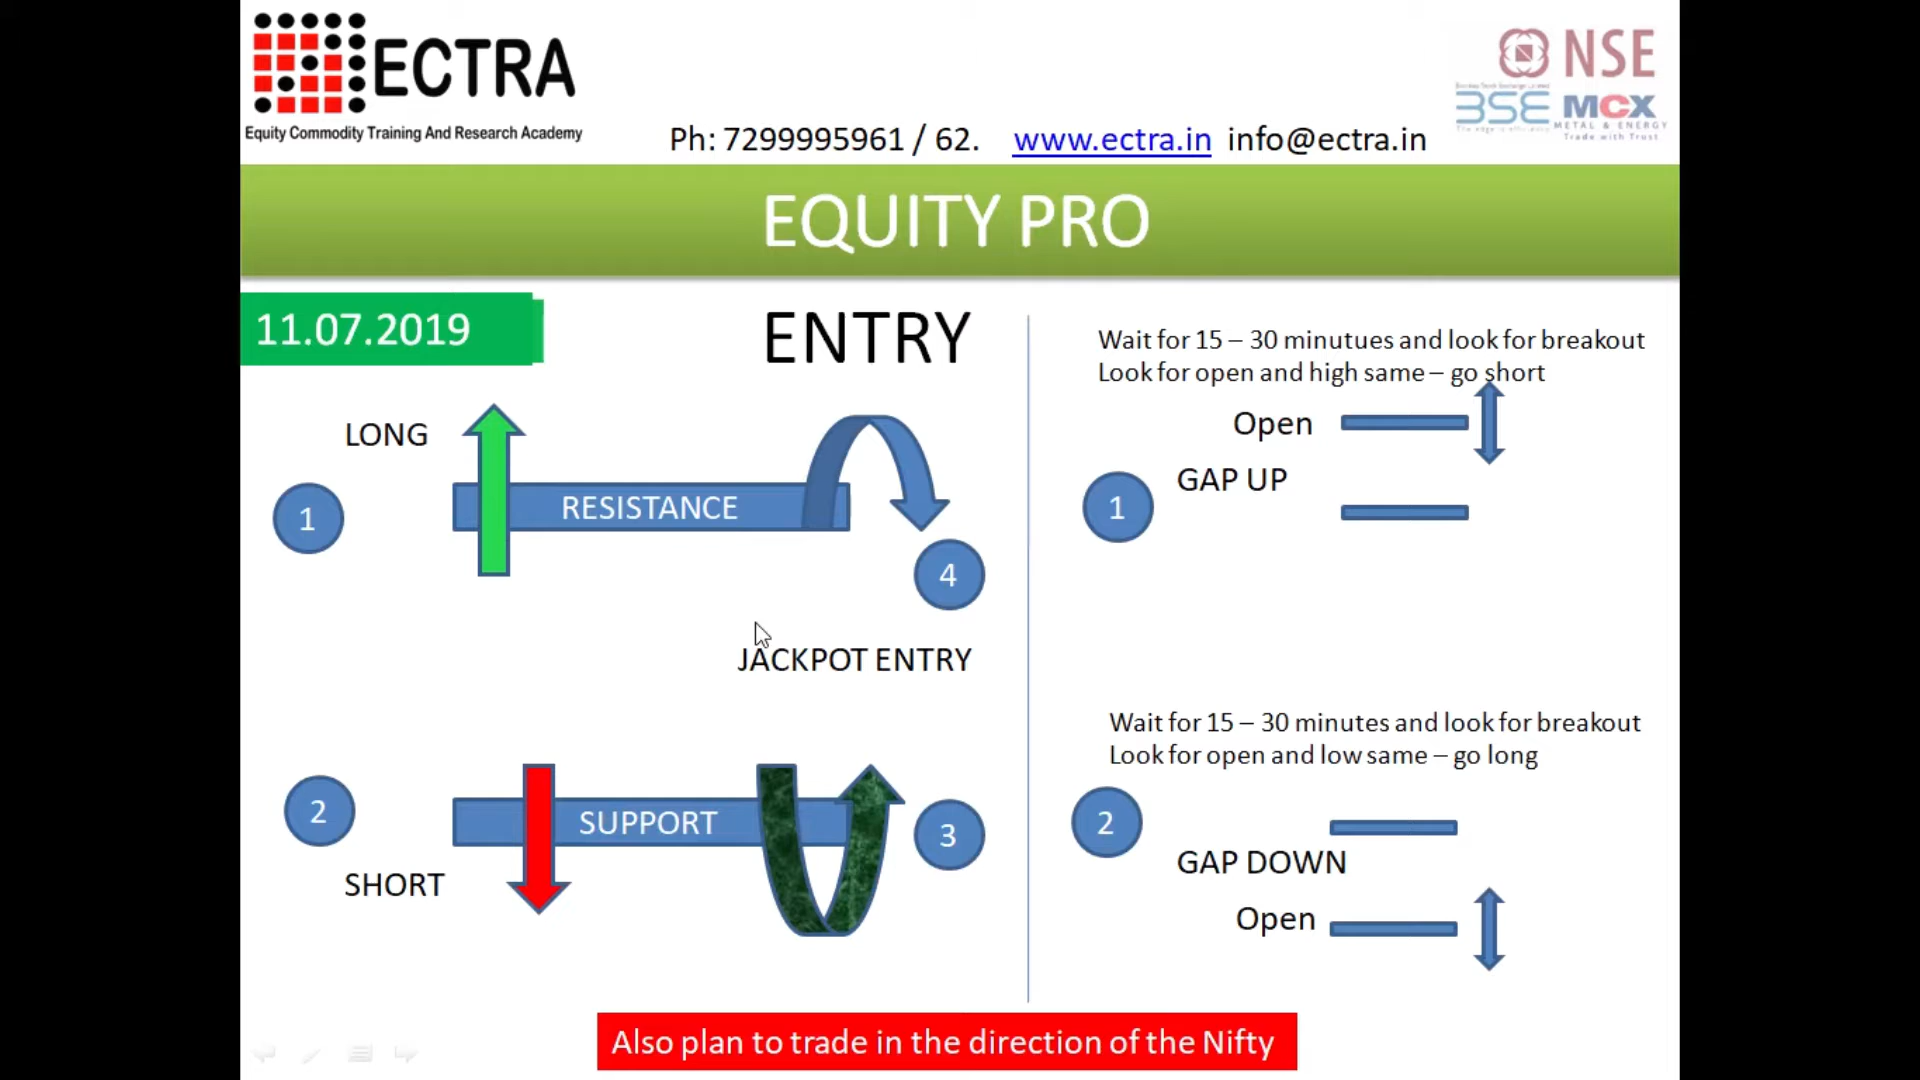 ECTRA
Equity Commodity Training And Research Academy
NSE
BSE MCX
METAL & ENERGY
Trade with Trust
Ph: 7299995961 / 62. www.ectra.in info@ectra.in
EQUITY PRO
11.07.2019
ENTRY
LONG
1
RESISTANCE
4
JACKPOT ENTRY
2
SUPPORT
3
SHORT
Wait for 15 – 30 minutues and look for breakout
Look for open and high same – go short
Open
GAP UP
1
Wait for 15 – 30 minutes and look for breakout
Look for open and low same – go long
2
GAP DOWN
Open
Also plan to trade in the direction of the Nifty